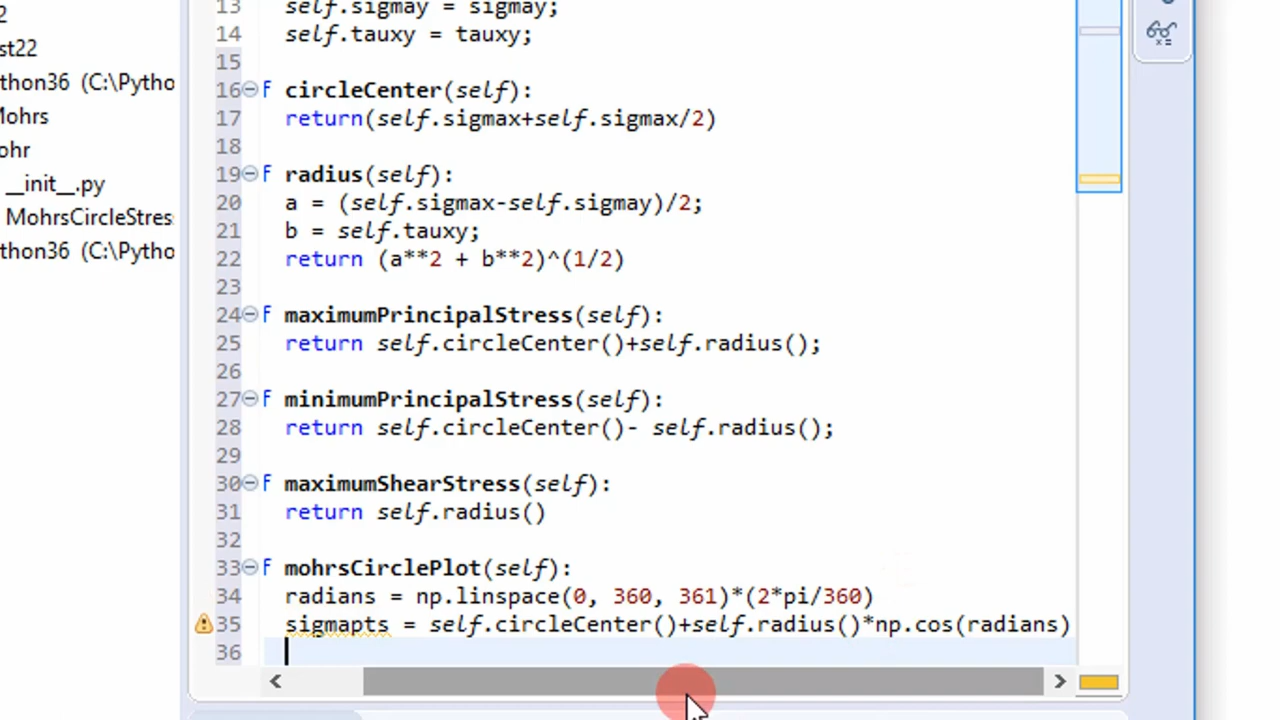 2
st22
thon36 (C:\Pytho
Mohrs
ohr
__init__.py
MohrsCircleStres
thon36 (C:\Pytho
13 self.sigmay = sigmay;
14 self.tauxy = tauxy;
15
16 f circleCenter(self):
17 return(self.sigmax+self.sigmax/2)
18
19 f radius(self):
20 a = (self.sigmax-self.sigmay)/2;
21 b = self.tauxy;
22 return (a**2 + b**2)^(1/2)
23
24 f maximumPrincipalStress(self):
25 return self.circleCenter()+self.radius();
26
27 f minimumPrincipalStress(self):
28 return self.circleCenter()- self.radius();
29
30 f maximumShearStress(self):
31 return self.radius()
32
33 f mohrsCirclePlot(self):
34 radians = np.linspace(0, 360, 361)*(2*pi/360)
35 sigmapts = self.circleCenter()+self.radius()*np.cos(radians)
36